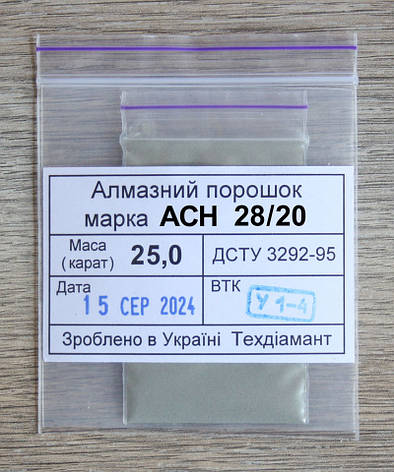 Алмазний порошок
марка АСН 28/20
Маса (карат) 25,0 ДСТУ 3292-95
Дата ВТК
15 СЕР 2024 У 1-4
Зроблено в Україні Техдіамант